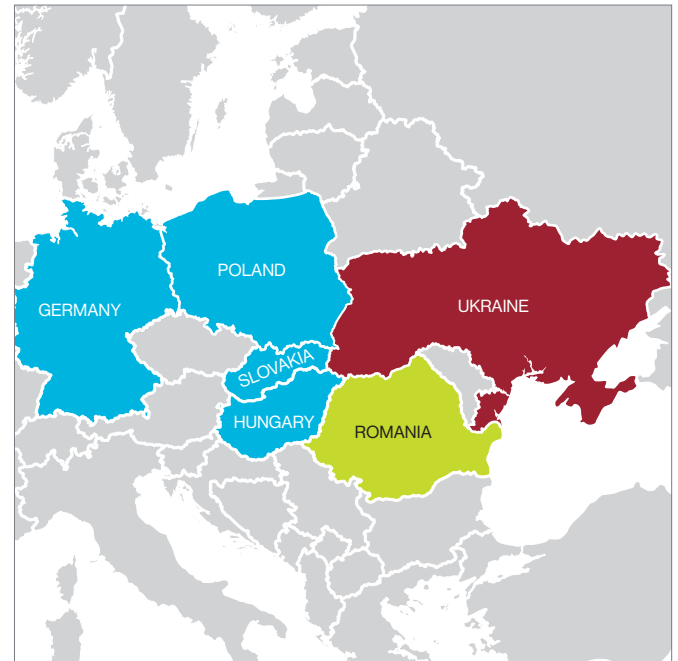 POLAND
GERMANY
UKRAINE
SLOVAKIA
HUNGARY
ROMANIA